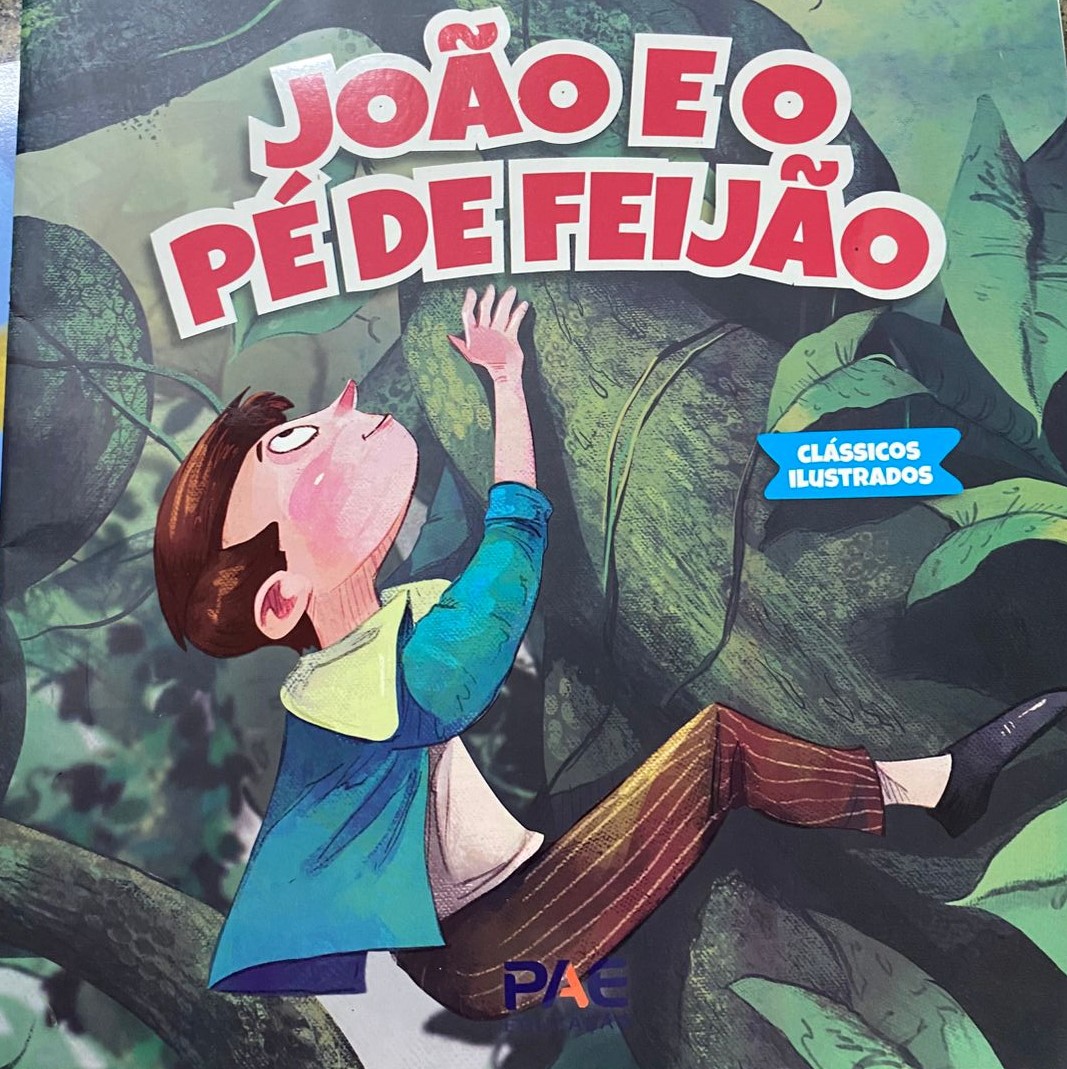 JOÃO E O
PÉ DE FEIJÃO
CLÁSSICOS
ILUSTRADOS
PAE